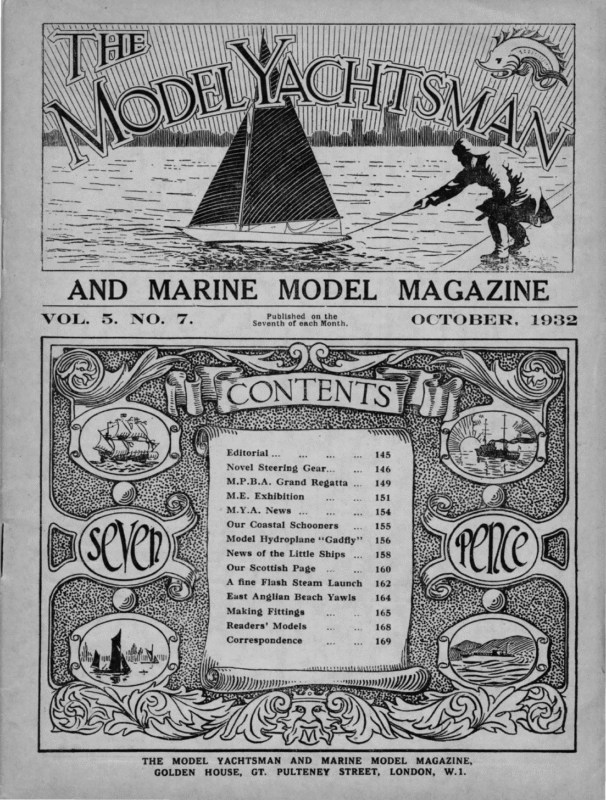 THE
MODEL YACHTSMAN
AND MARINE MODEL MAGAZINE
VOL. 5. NO. 7.
Published on the
Seventh of each Month.
OCTOBER, 1932
CONTENTS
Editorial ... ... ... ... 145
Novel Steering Gear... ... 146
M.P.B.A. Grand Regatta ... 149
M.E. Exhibition ... ... 151
M.Y.A. News ... ... ... 154
Our Coastal Schooners ... 155
Model Hydroplane "Gadfly" 156
News of the Little Ships ... 158
Our Scottish Page ... ... 160
A fine Flash Steam Launch 162
East Anglian Beach Yawls 164
Making Fittings ... ... 165
Readers' Models ... ... 168
Correspondence ... ... 169
seven
pence
M
THE MODEL YACHTSMAN AND MARINE MODEL MAGAZINE,
GOLDEN HOUSE, GT. PULTENEY STREET, LONDON, W.1.